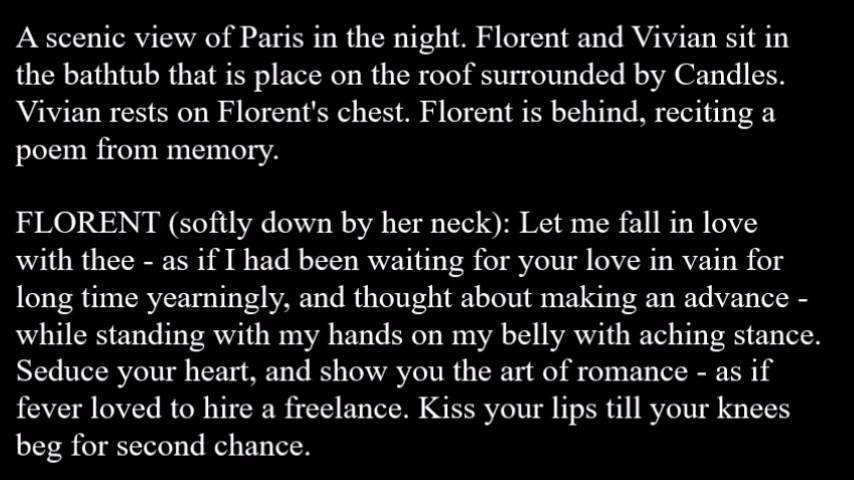 A scenic view of Paris in the night. Florent and Vivian sit in
the bathtub that is place on the roof surrounded by Candles.
Vivian rests on Florent's chest. Florent is behind, reciting a
poem from memory.
FLORENT (softly down by her neck): Let me fall in love
with thee - as if I had been waiting for your love in vain for
long time yearningly, and thought about making an advance -
while standing with my hands on my belly with aching stance.
Seduce your heart, and show you the art of romance - as if
fever loved to hire a freelance. Kiss your lips till your knees
beg for second chance.